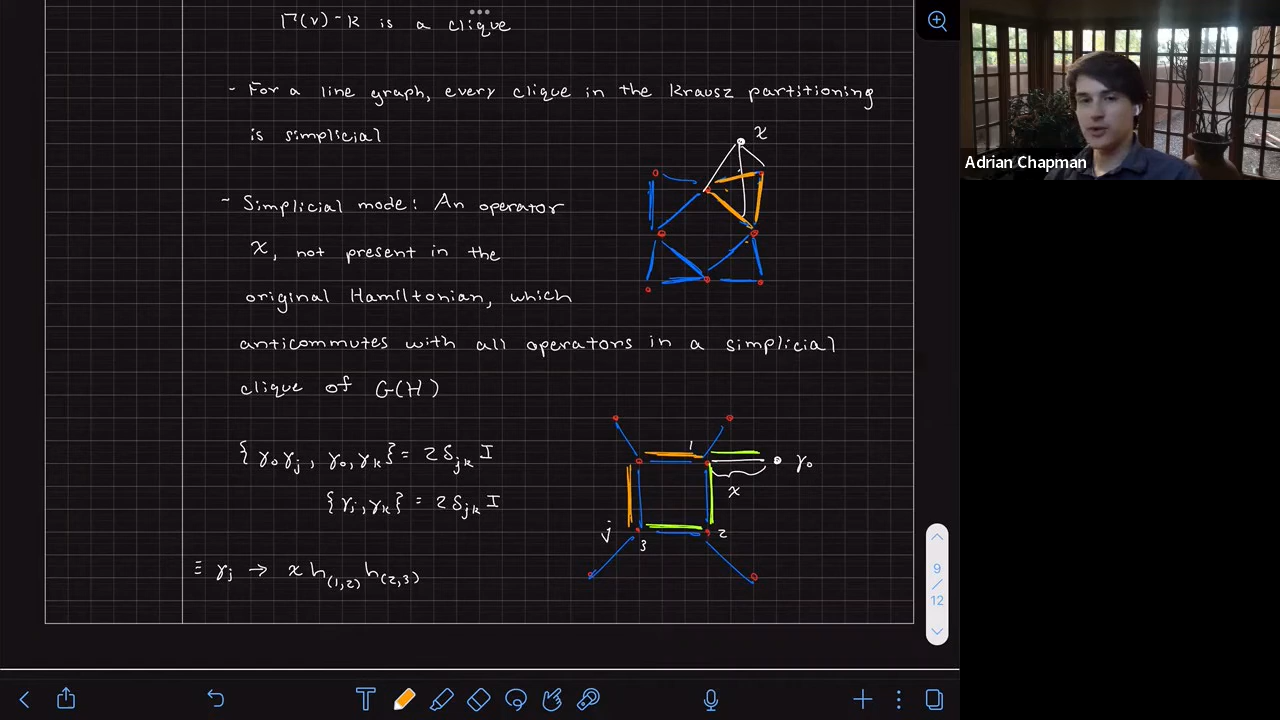 Γ(v) - K is a clique
- For a line graph, every clique in the Krausz partitioning
is simplicial
χ
- Simplicial mode: An operator
χ, not present in the
original Hamiltonian, which
anticommutes with all operators in a simplicial
clique of G(H)
{γ₀γⱼ, γ₀γₖ} = 2δⱼₖ I
{γⱼ, γₖ} = 2δⱼₖ I
≡ γⱼ → χ h₍₁,₂₎ h₍₂,₃₎
1
γ₀
χ
j
3
2
Adrian Chapman
9
/
12
T